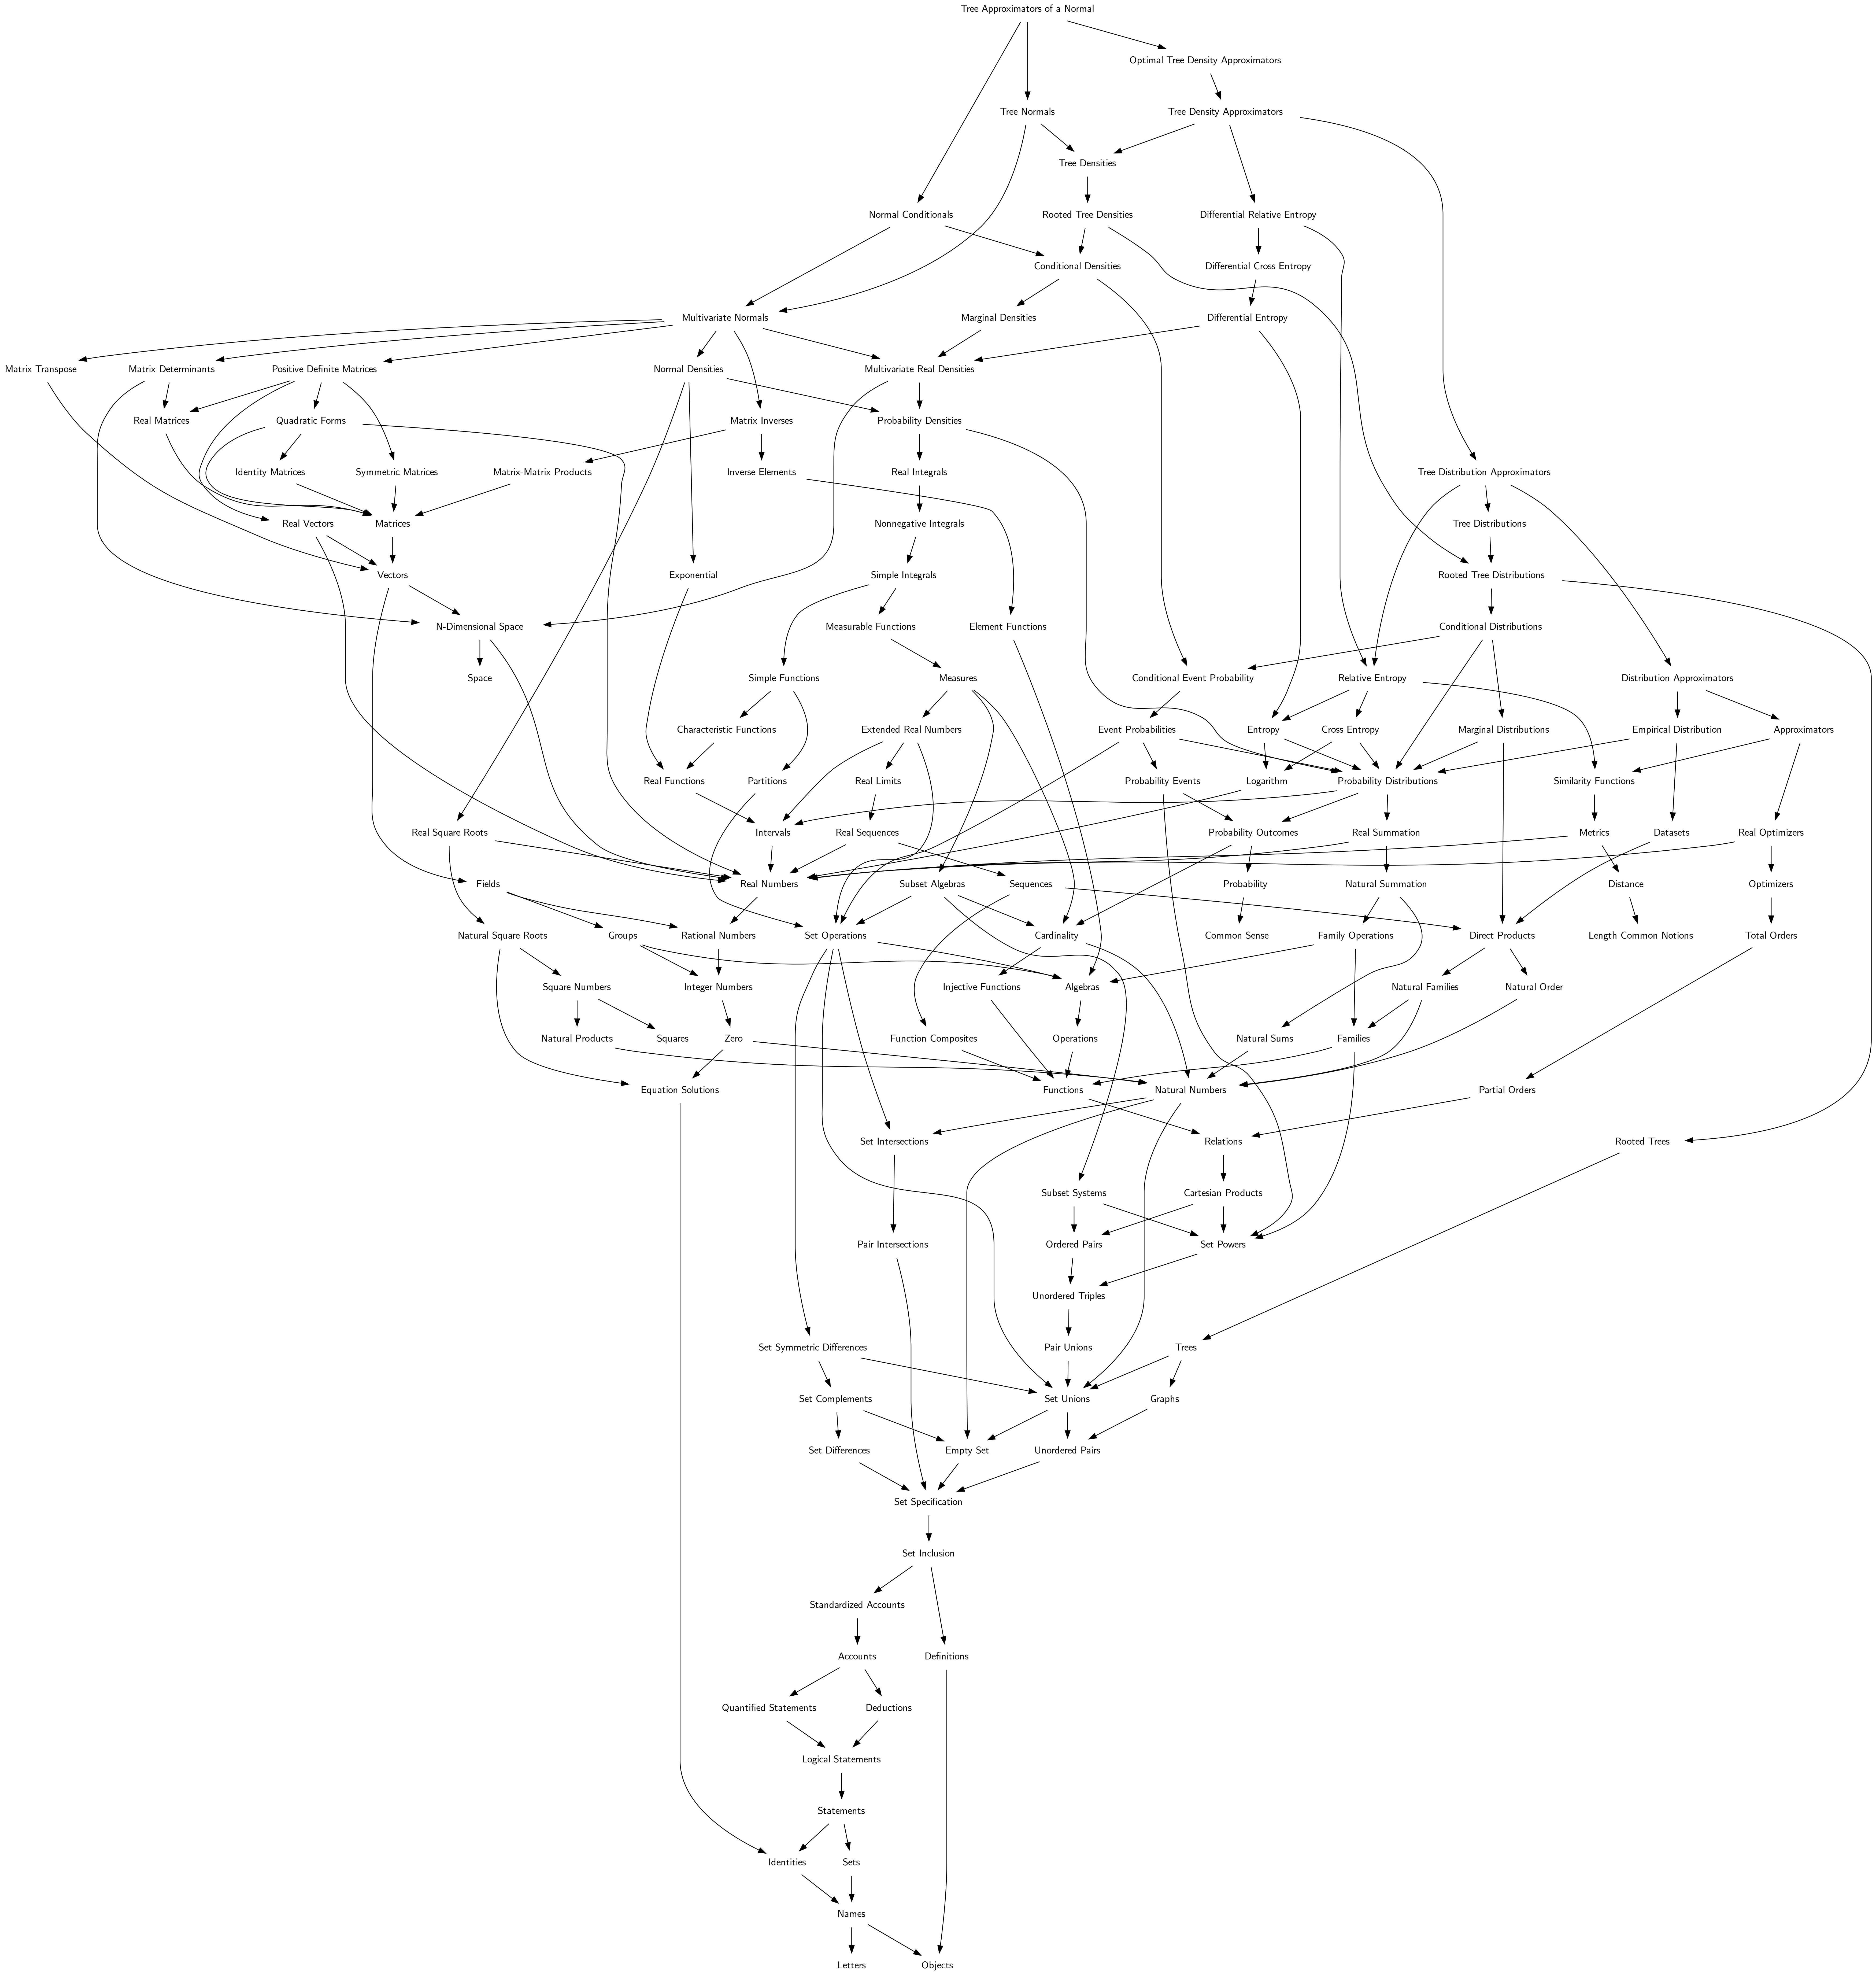 Tree Approximators of a Normal
Optimal Tree Density Approximators
Tree Normals
Tree Density Approximators
Tree Densities
Normal Conditionals
Rooted Tree Densities
Differential Relative Entropy
Conditional Densities
Differential Cross Entropy
Multivariate Normals
Marginal Densities
Differential Entropy
Matrix Transpose
Matrix Determinants
Positive Definite Matrices
Normal Densities
Multivariate Real Densities
Real Matrices
Quadratic Forms
Matrix Inverses
Probability Densities
Identity Matrices
Symmetric Matrices
Matrix-Matrix Products
Inverse Elements
Real Integrals
Tree Distribution Approximators
Real Vectors
Matrices
Nonnegative Integrals
Tree Distributions
Vectors
Exponential
Simple Integrals
Rooted Tree Distributions
N-Dimensional Space
Measurable Functions
Element Functions
Conditional Distributions
Space
Simple Functions
Measures
Conditional Event Probability
Relative Entropy
Distribution Approximators
Characteristic Functions
Extended Real Numbers
Event Probabilities
Entropy
Cross Entropy
Marginal Distributions
Empirical Distribution
Approximators
Real Functions
Partitions
Real Limits
Probability Events
Logarithm
Probability Distributions
Similarity Functions
Real Square Roots
Intervals
Real Sequences
Probability Outcomes
Real Summation
Metrics
Datasets
Real Optimizers
Fields
Real Numbers
Subset Algebras
Sequences
Probability
Natural Summation
Distance
Optimizers
Natural Square Roots
Groups
Rational Numbers
Set Operations
Cardinality
Common Sense
Family Operations
Direct Products
Length Common Notions
Total Orders
Square Numbers
Integer Numbers
Injective Functions
Algebras
Natural Families
Natural Order
Natural Products
Squares
Zero
Function Composites
Operations
Natural Sums
Families
Equation Solutions
Functions
Natural Numbers
Partial Orders
Set Intersections
Relations
Rooted Trees
Subset Systems
Cartesian Products
Pair Intersections
Ordered Pairs
Set Powers
Unordered Triples
Set Symmetric Differences
Pair Unions
Trees
Set Complements
Set Unions
Graphs
Set Differences
Empty Set
Unordered Pairs
Set Specification
Set Inclusion
Standardized Accounts
Accounts
Definitions
Quantified Statements
Deductions
Logical Statements
Statements
Identities
Sets
Names
Letters
Objects